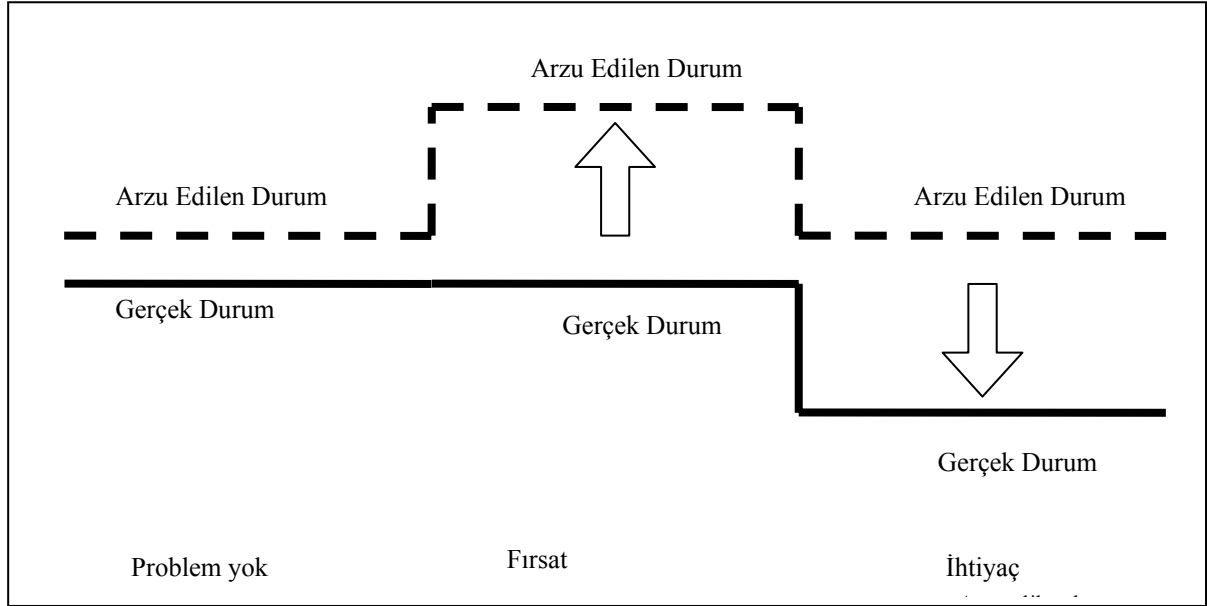 Arzu Edilen Durum
Arzu Edilen Durum
Arzu Edilen Durum
Gerçek Durum
Gerçek Durum
Gerçek Durum
Problem yok
Fırsat
İhtiyaç